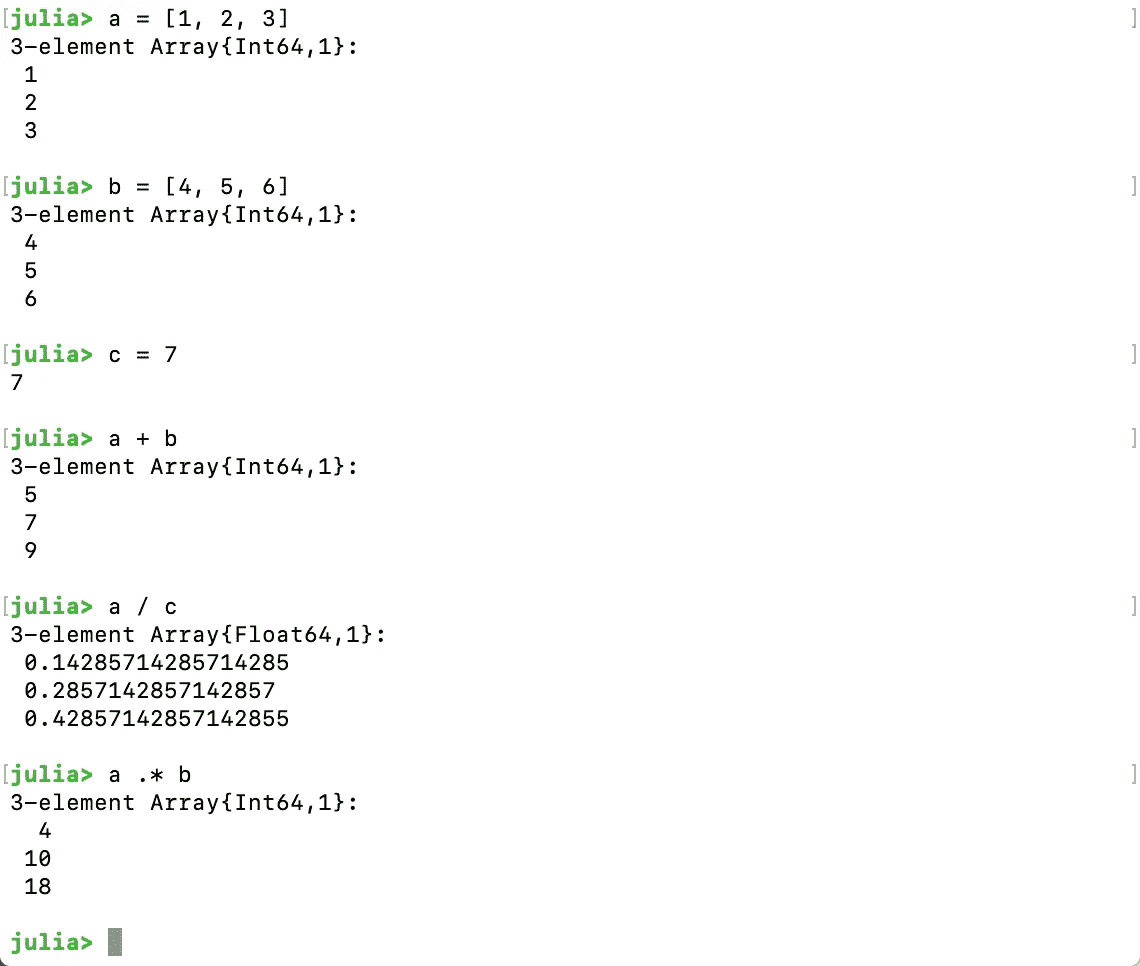 [julia> a = [1, 2, 3] ]
3-element Array{Int64,1}:
 1
 2
 3

[julia> b = [4, 5, 6] ]
3-element Array{Int64,1}:
 4
 5
 6

[julia> c = 7 ]
7

[julia> a + b ]
3-element Array{Int64,1}:
 5
 7
 9

[julia> a / c ]
3-element Array{Float64,1}:
 0.14285714285714285
 0.2857142857142857
 0.42857142857142855

[julia> a .* b ]
3-element Array{Int64,1}:
  4
 10
 18

julia>